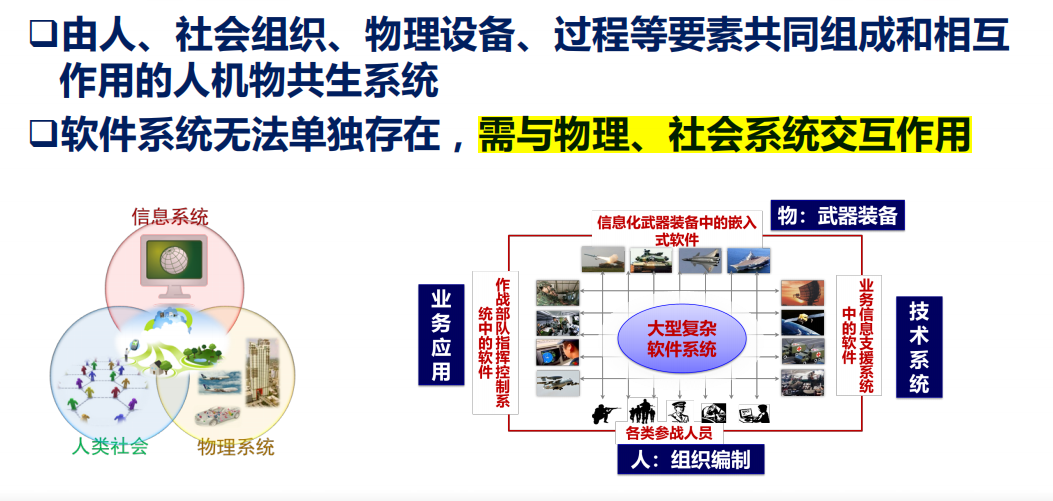 ❑由人、社会组织、物理设备、过程等要素共同组成和相互
作用的人机物共生系统
❑软件系统无法单独存在，需与物理、社会系统交互作用
信息系统
人类社会
物理系统
物：武器装备
信息化武器装备中的嵌入
式软件
业务应用
作战部队指挥控制系
统中的软件
大型复杂
软件系统
业务信息支援系统
中的软件
技术系统
各类参战人员
人：组织编制